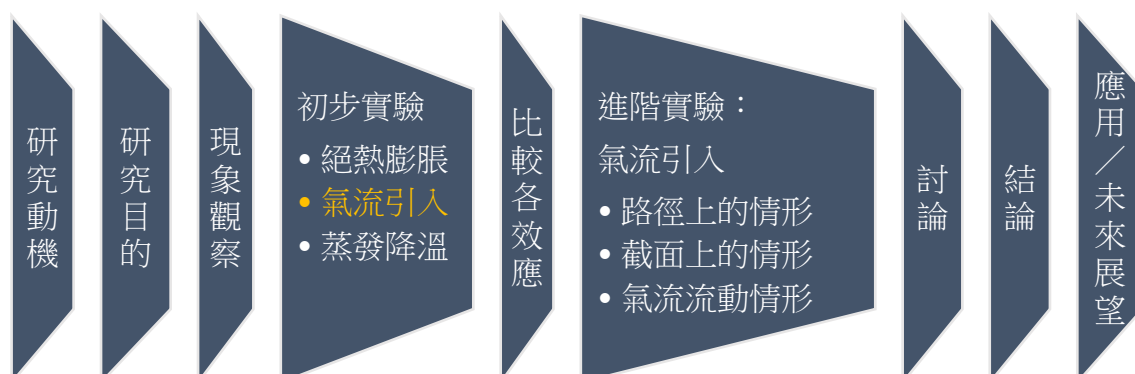 研究動機
研究目的
現象觀察
初步實驗
• 絕熱膨脹
• 氣流引入
• 蒸發降溫
比較各效應
進階實驗：
氣流引入
• 路徑上的情形
• 截面上的情形
• 氣流流動情形
討論
結論
應用／未來展望